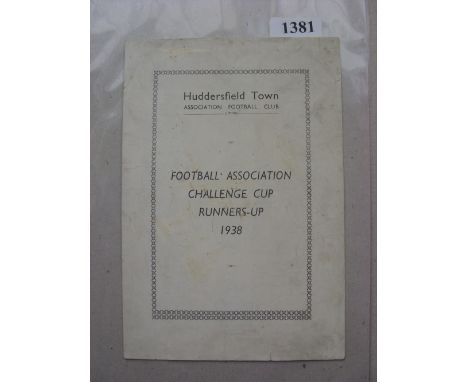 1381
Huddersfield Town
ASSOCIATION FOOTBALL CLUB
FOOTBALL ASSOCIATION
CHALLENGE CUP
RUNNERS-UP
1938